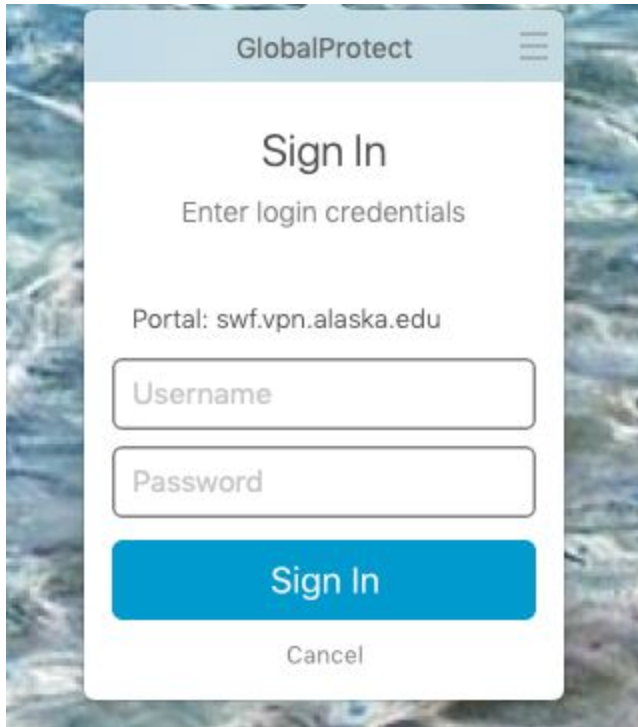 GlobalProtect
Sign In
Enter login credentials
Portal: swf.vpn.alaska.edu
Username
Password
Sign In
Cancel